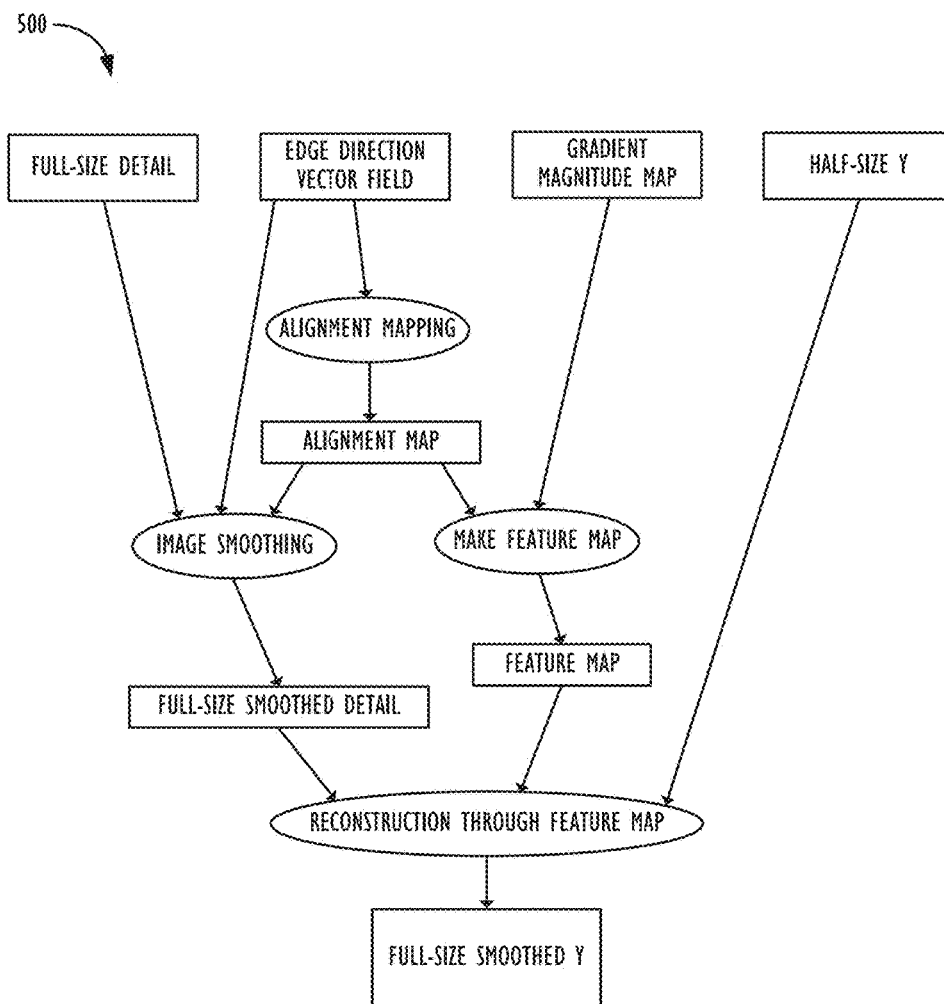 500
FULL-SIZE DETAIL
EDGE DIRECTION
VECTOR FIELD
GRADIENT
MAGNITUDE MAP
HALF-SIZE Y
ALIGNMENT MAPPING
ALIGNMENT MAP
IMAGE SMOOTHING
MAKE FEATURE MAP
FEATURE MAP
FULL-SIZE SMOOTHED DETAIL
RECONSTRUCTION THROUGH FEATURE MAP
FULL-SIZE SMOOTHED Y